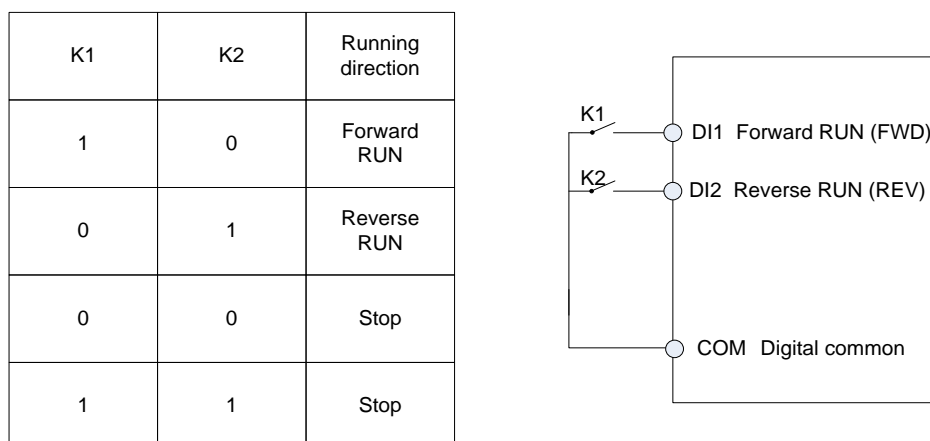 K1 K2 Running
direction
1 0 Forward
RUN
0 1 Reverse
RUN
0 0 Stop
1 1 Stop
K1
DI1 Forward RUN (FWD)
K2
DI2 Reverse RUN (REV)
COM Digital common